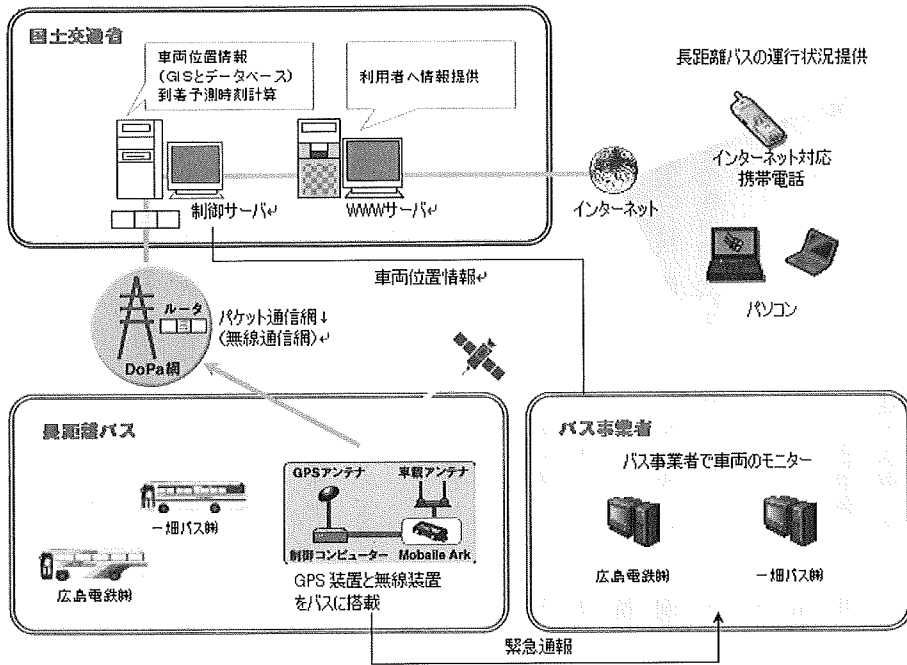 国土交通省
車両位置情報
(GISとデータベース)
到着予測時刻計算
利用者へ情報提供
制御サーバ↵
WWWサーバ↵
インターネット
長距離バスの運行状況提供
インターネット対応
携帯電話
パソコン
車両位置情報↵
ルータ
DoPa網
パケット通信網↓
(無線通信網)↵
長距離バス
一畑バス㈱
広島電鉄㈱
GPSアンテナ
車載アンテナ
制御コンピューター
Mobaile Ark
GPS装置と無線装置
をバスに搭載
バス事業者
バス事業者で車両のモニター
広島電鉄㈱
一畑バス㈱
緊急通報